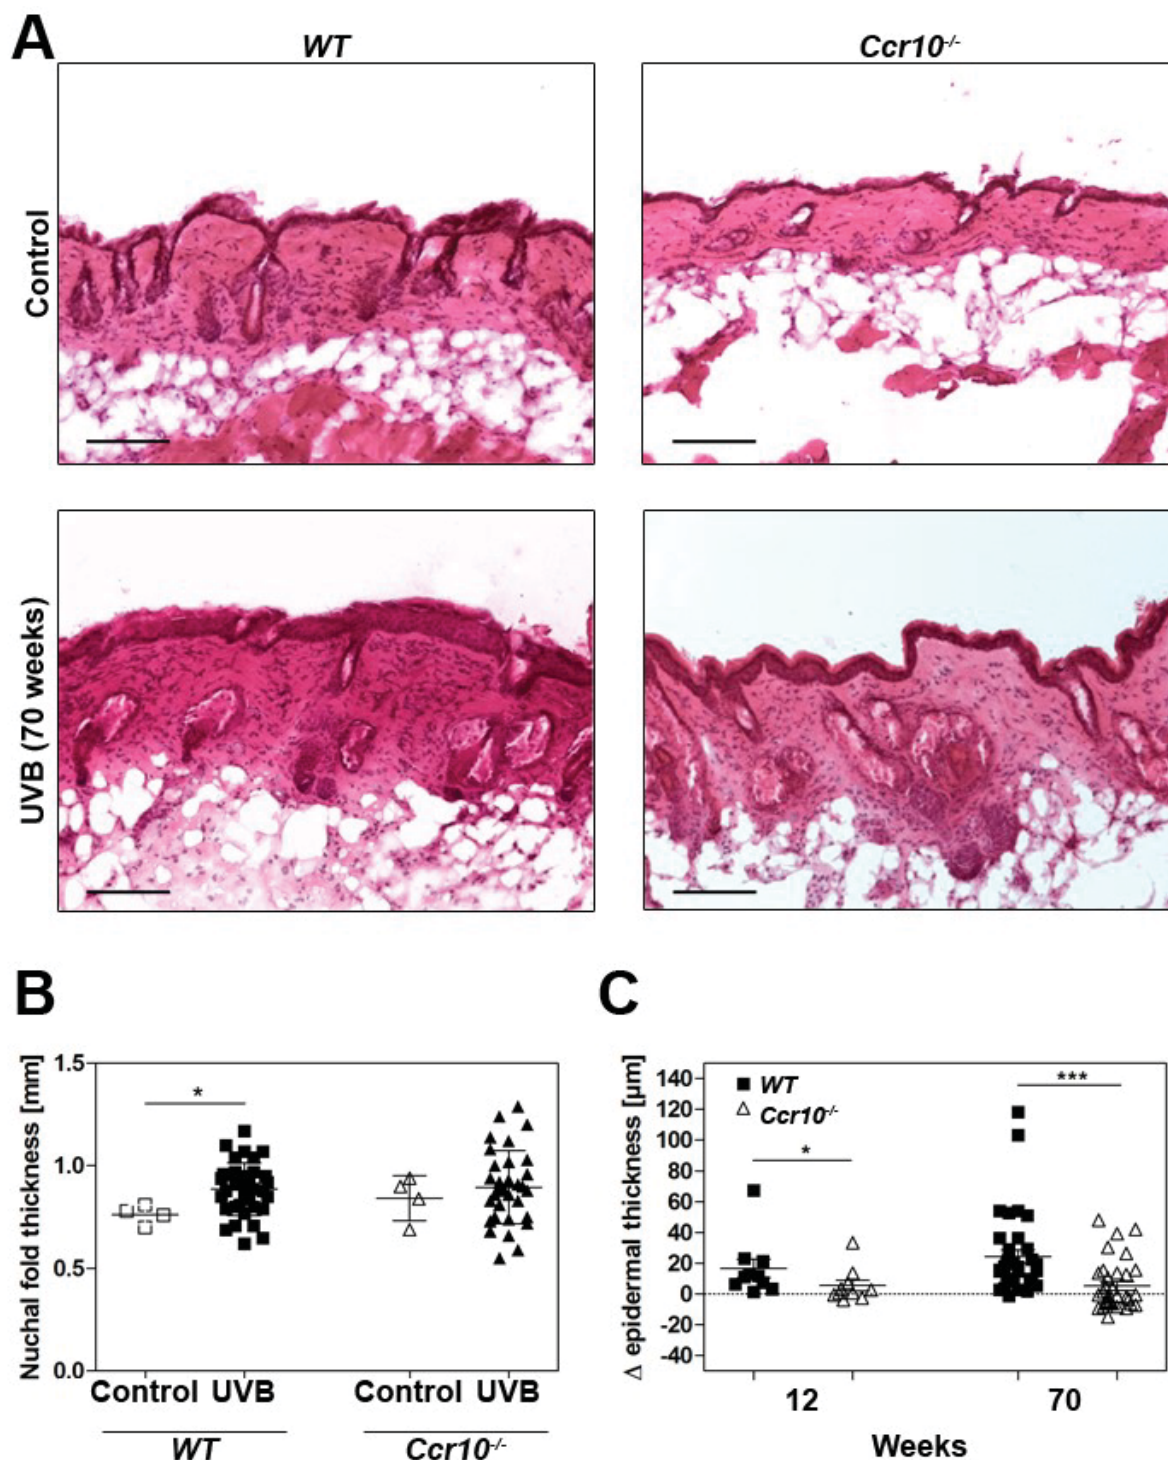 A
WT
Ccr10-/-
Control
UVB (70 weeks)
B
Nuchal fold thickness [mm]
1.5
1.0
0.5
0.0
*
Control UVB
Control UVB
WT
Ccr10-/-
C
Δ epidermal thickness [µm]
140
120
100
80
60
40
20
0
-20
-40
WT
Ccr10-/-
*
***
12
70
Weeks